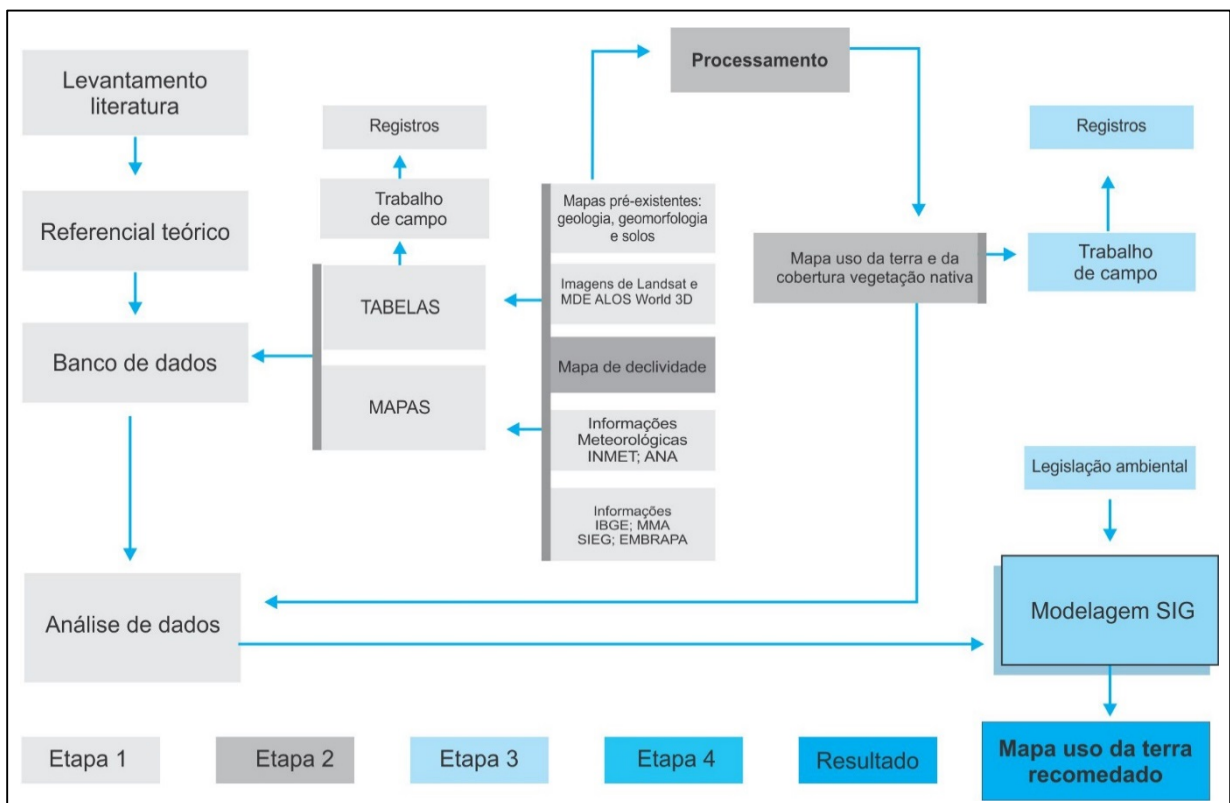 Levantamento
literatura
Referencial teórico
Banco de dados
Análise de dados
Registros
Trabalho
de campo
TABELAS
MAPAS
Processamento
Mapas pré-existentes:
geologia, geomorfologia
e solos
Imagens de Landsat e
MDE ALOS World 3D
Mapa de declividade
Informações
Meteorológicas
INMET; ANA
Informações
IBGE; MMA
SIEG; EMBRAPA
Mapa uso da terra e da
cobertura vegetação nativa
Registros
Trabalho
de campo
Legislação ambiental
Modelagem SIG
Mapa uso da terra
recomedado
Etapa 1
Etapa 2
Etapa 3
Etapa 4
Resultado